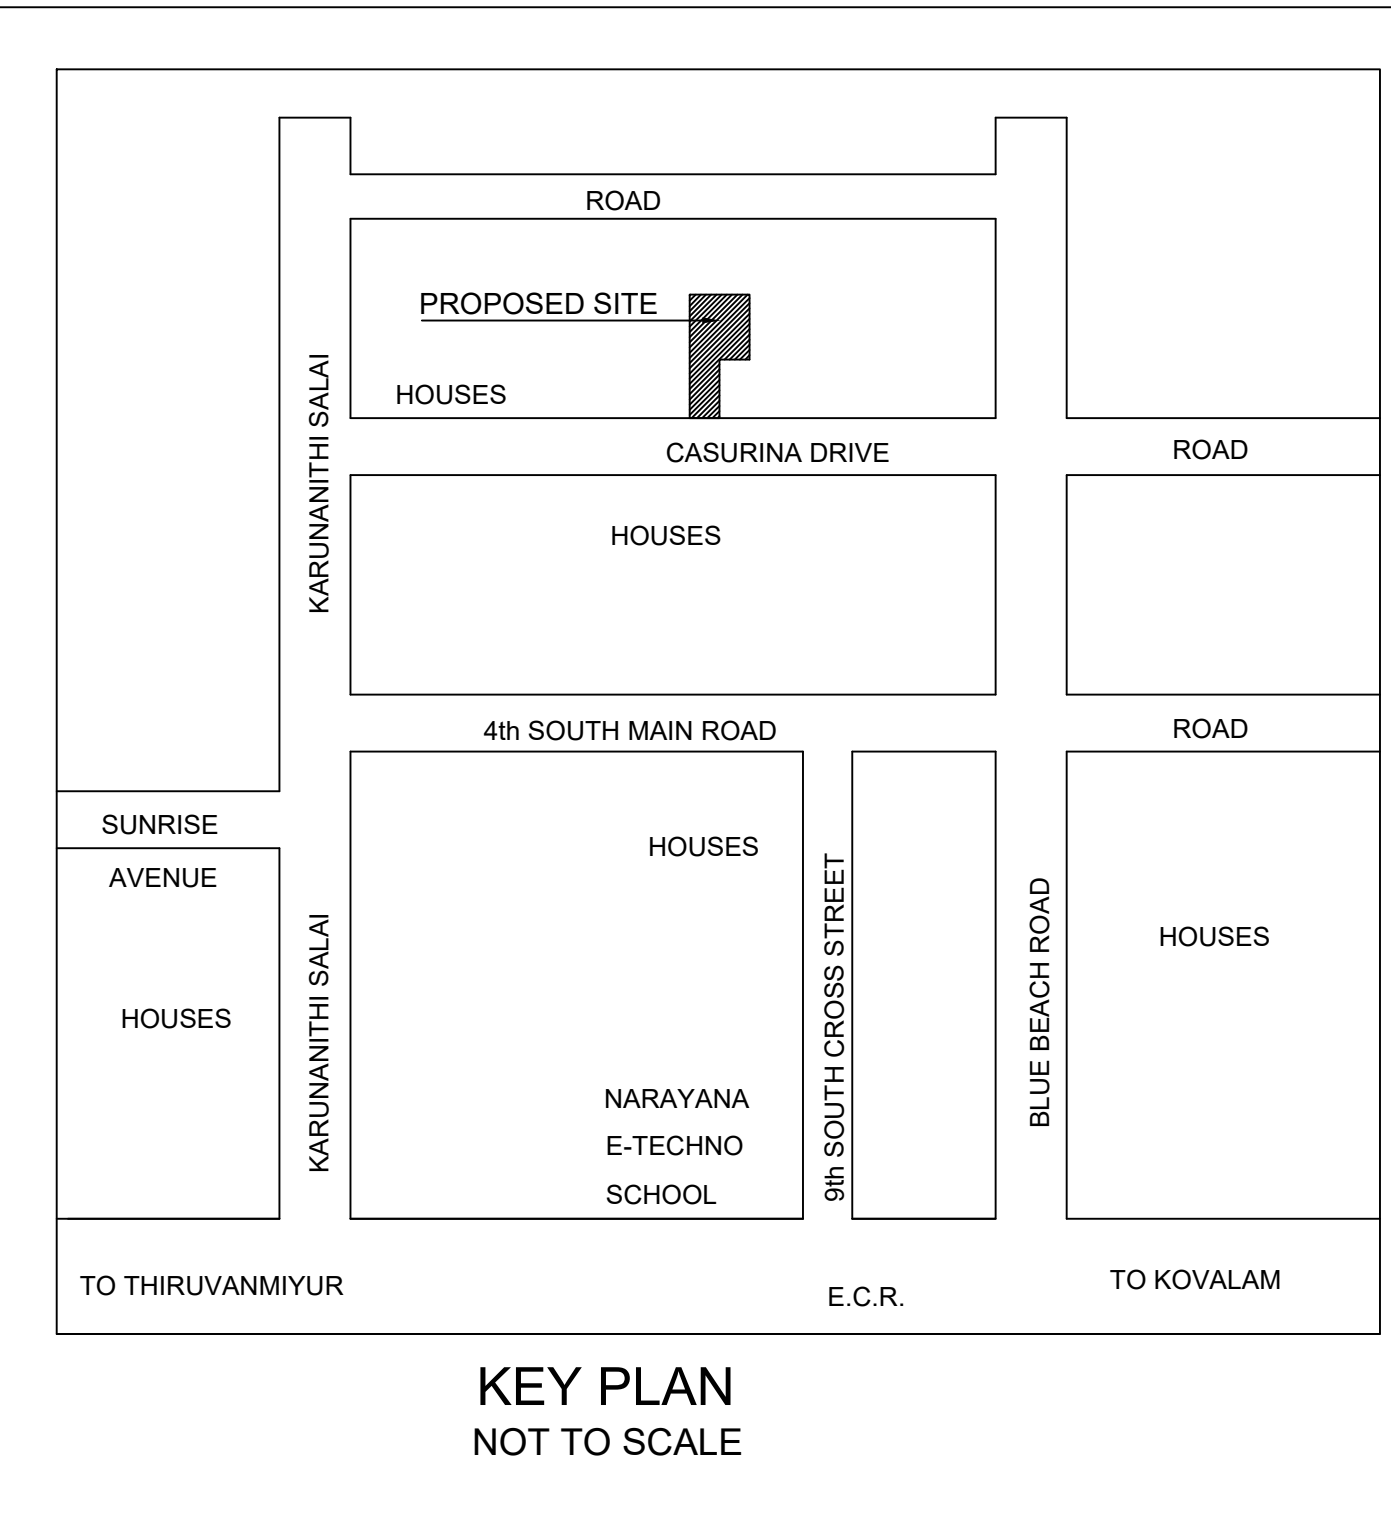 ROAD
PROPOSED SITE
KARUNANITHI SALAI
HOUSES
CASURINA DRIVE
ROAD
HOUSES
4th SOUTH MAIN ROAD
ROAD
SUNRISE
AVENUE
HOUSES
HOUSES
KARUNANITHI SALAI
9th SOUTH CROSS STREET
BLUE BEACH ROAD
HOUSES
NARAYANA
E-TECHNO
SCHOOL
TO THIRUVANMIYUR
E.C.R.
TO KOVALAM
KEY PLAN
NOT TO SCALE